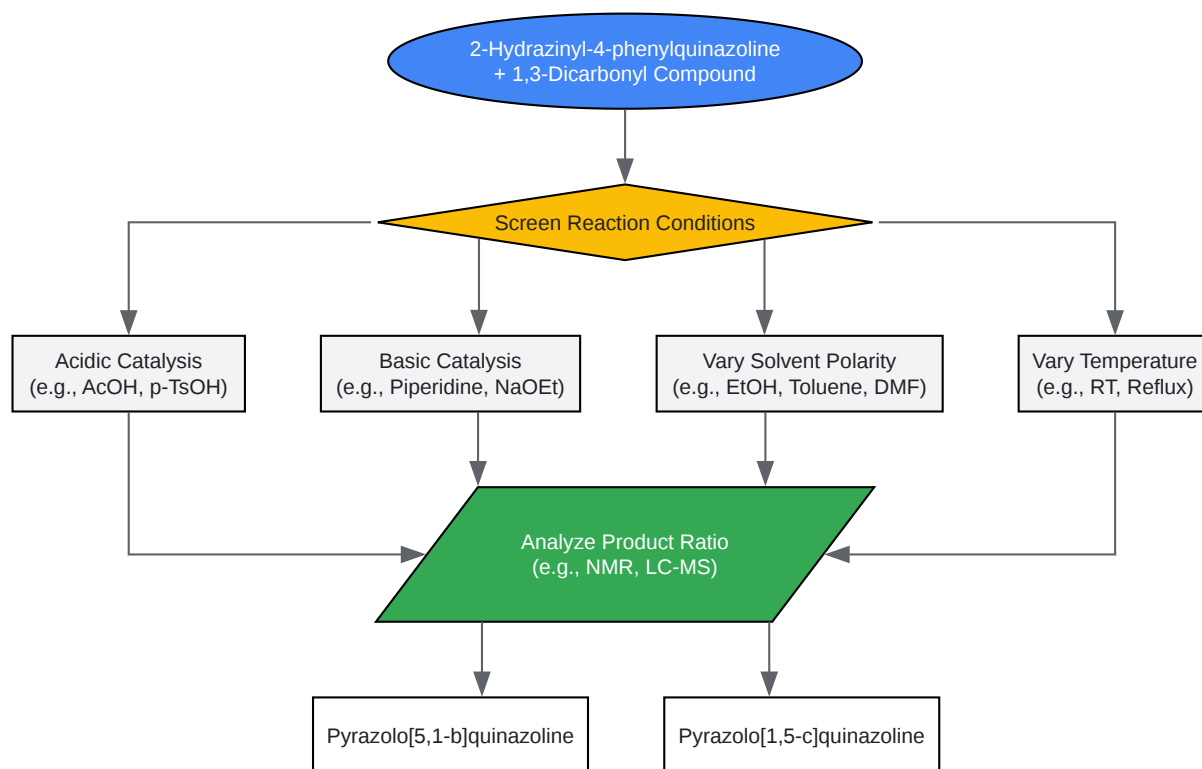 2-Hydrazinyl-4-phenylquinazoline
+ 1,3-Dicarbonyl Compound
Screen Reaction Conditions
Acidic Catalysis
(e.g., AcOH, p-TsOH)
Basic Catalysis
(e.g., Piperidine, NaOEt)
Vary Solvent Polarity
(e.g., EtOH, Toluene, DMF)
Vary Temperature
(e.g., RT, Reflux)
Analyze Product Ratio
(e.g., NMR, LC-MS)
Pyrazolo[5,1-b]quinazoline
Pyrazolo[1,5-c]quinazoline